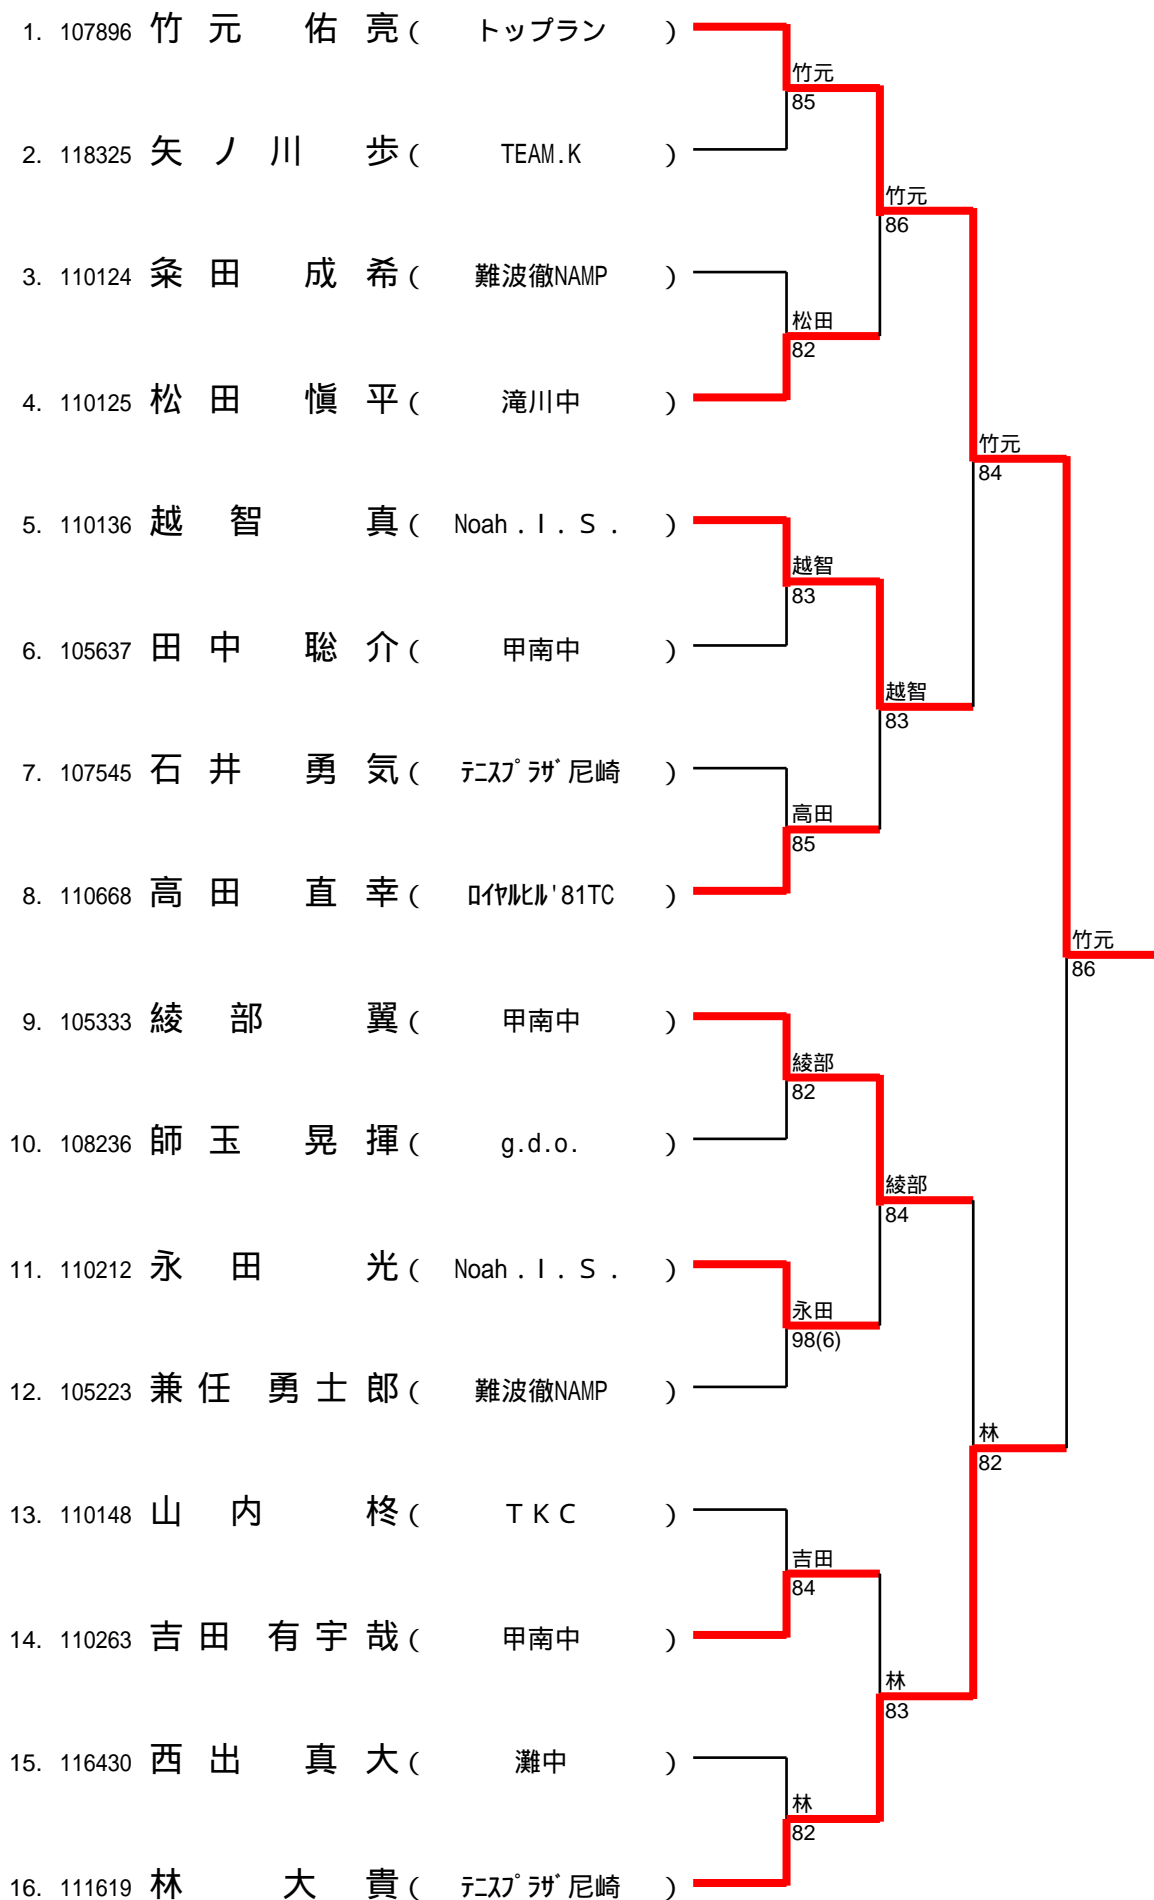 1. 107896 竹元 佑亮 ( トップラン )
竹元
85
2. 118325 矢ノ川 歩 ( TEAM.K )
竹元
86
3. 110124 粂田 成希 ( 難波徹NAMP )
松田
82
4. 110125 松田 愼平 ( 滝川中 )
竹元
84
5. 110136 越智 真 ( Noah．Ｉ．Ｓ． )
越智
83
6. 105637 田中 聡介 ( 甲南中 )
越智
83
7. 107545 石井 勇気 ( ﾃﾆｽﾌﾟﾗｻﾞ尼崎 )
高田
85
8. 110668 高田 直幸 ( ﾛｲﾔﾙﾋﾙ'81TC )
竹元
86
9. 105333 綾部 翼 ( 甲南中 )
綾部
82
10. 108236 師玉 晃揮 ( g.d.o. )
綾部
84
11. 110212 永田 光 ( Noah．Ｉ．Ｓ． )
永田
98(6)
12. 105223 兼任 勇士郎 ( 難波徹NAMP )
林
82
13. 110148 山内 柊 ( ＴＫＣ )
吉田
84
14. 110263 吉田 有宇哉 ( 甲南中 )
林
83
15. 116430 西出 真大 ( 灘中 )
林
82
16. 111619 林 大貴 ( ﾃﾆｽﾌﾟﾗｻﾞ尼崎 )